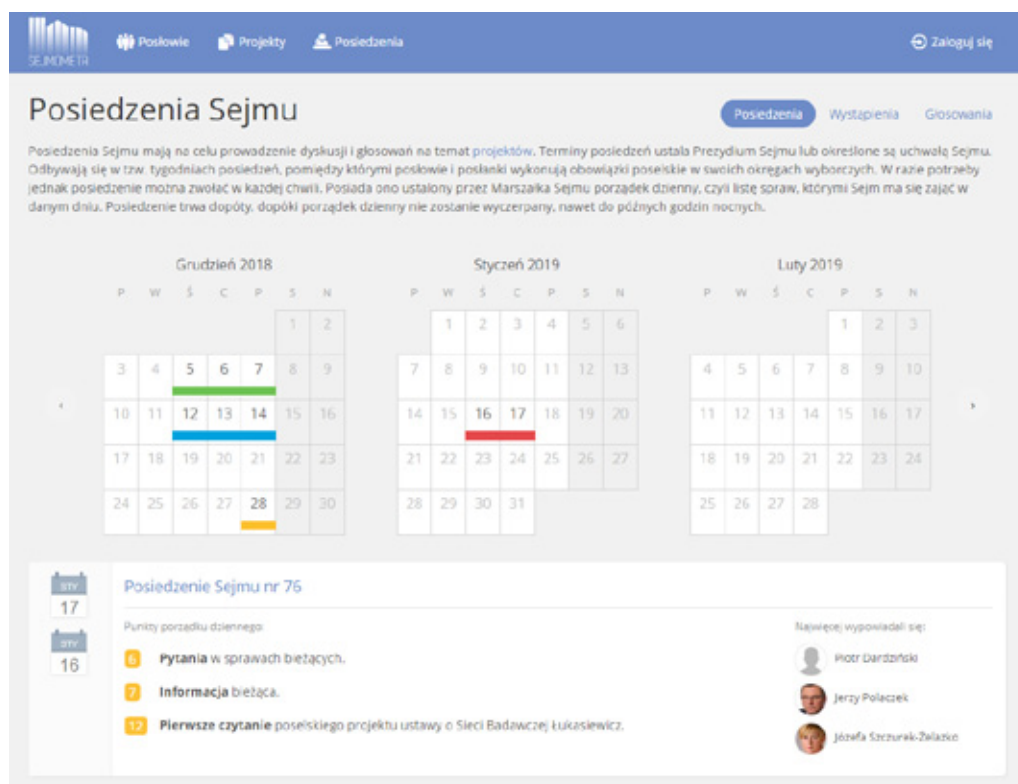 SEJMOMETR
Posłowie Projekty Posiedzenia Zaloguj się
Posiedzenia Sejmu
Posiedzenia Wystąpienia Głosowania
Posiedzenia Sejmu mają na celu prowadzenie dyskusji i głosowań na temat projektów. Terminy posiedzeń ustala Prezydium Sejmu lub określone są uchwałą Sejmu.
Odbywają się w tzw. tygodniach posiedzeń, pomiędzy którymi posłowie i posłanki wykonują obowiązki poselskie w swoich okręgach wyborczych. W razie potrzeby
jednak posiedzenie można zwołać w każdej chwili. Posiada ono ustalony przez Marszałka Sejmu porządek dzienny, czyli listę spraw, którymi Sejm ma się zająć w
danym dniu. Posiedzenie trwa dopóty, dopóki porządek dzienny nie zostanie wyczerpany, nawet do późnych godzin nocnych.
Grudzień 2018
P W Ś C P S N
1 2
3 4 5 6 7 8 9
10 11 12 13 14 15 16
17 18 19 20 21 22 23
24 25 26 27 28 29 30
Styczeń 2019
P W Ś C P S N
1 2 3 4 5 6
7 8 9 10 11 12 13
14 15 16 17 18 19 20
21 22 23 24 25 26 27
28 29 30 31
Luty 2019
P W Ś C P S N
1 2 3
4 5 6 7 8 9 10
11 12 13 14 15 16 17
18 19 20 21 22 23 24
25 26 27 28
STY
17
STY
16
Posiedzenie Sejmu nr 76
Punkty porządku dziennego:
6 Pytania w sprawach bieżących.
7 Informacja bieżąca.
12 Pierwsze czytanie poselskiego projektu ustawy o Sieci Badawczej Łukasiewicz.
Najwięcej wypowiadali się:
Piotr Dardziński
Jerzy Polaczek
Józefa Szczurek-Żelazko